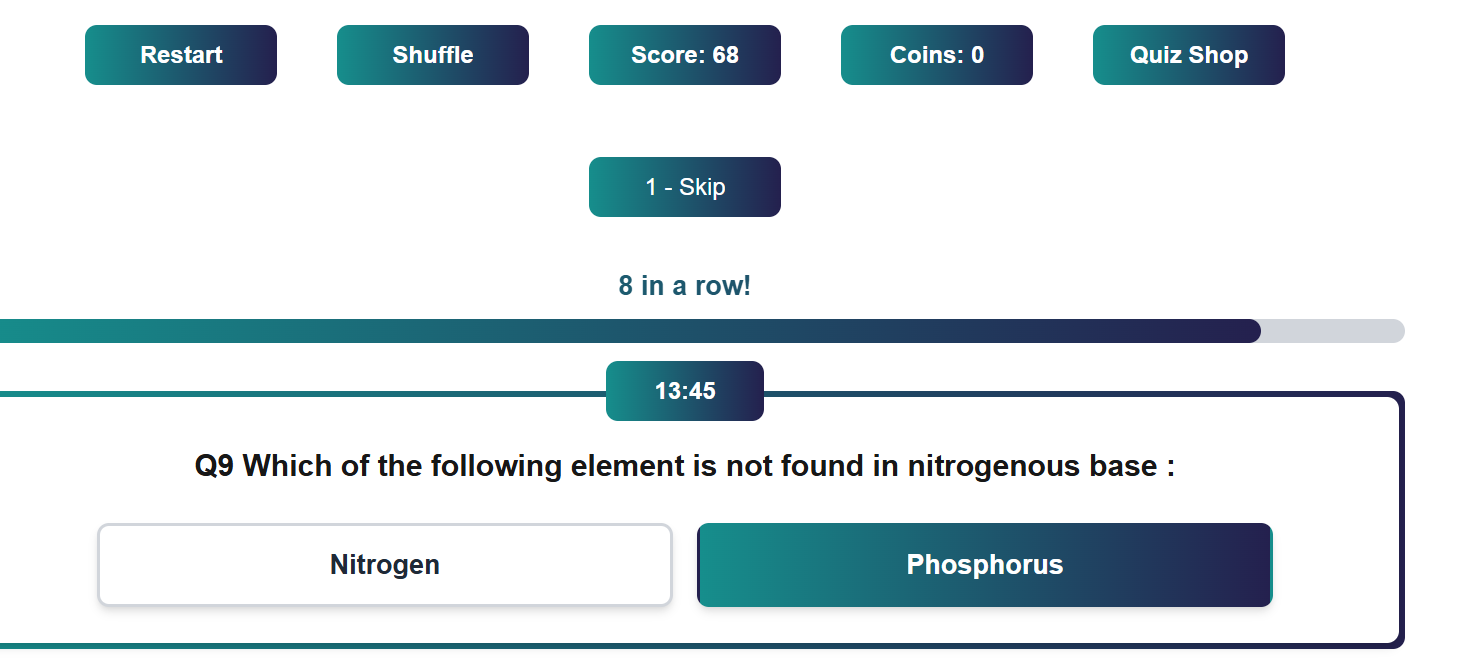 Restart
Shuffle
Score: 68
Coins: 0
Quiz Shop
1 - Skip
8 in a row!
13:45
Q9 Which of the following element is not found in nitrogenous base :
Nitrogen
Phosphorus